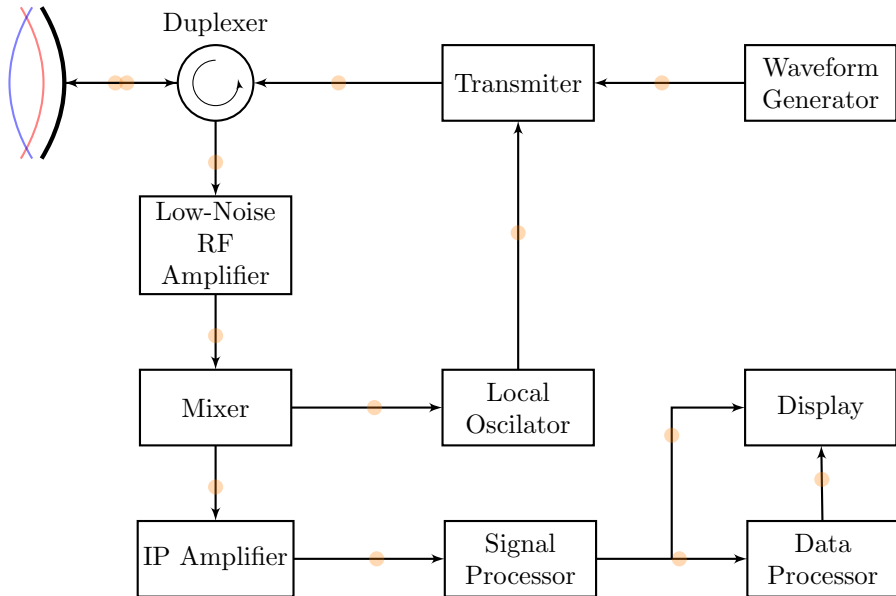 Duplexer
Transmiter
Waveform
Generator
Low-Noise
RF
Amplifier
Mixer
Local
Oscilator
Display
IP Amplifier
Signal
Processor
Data
Processor